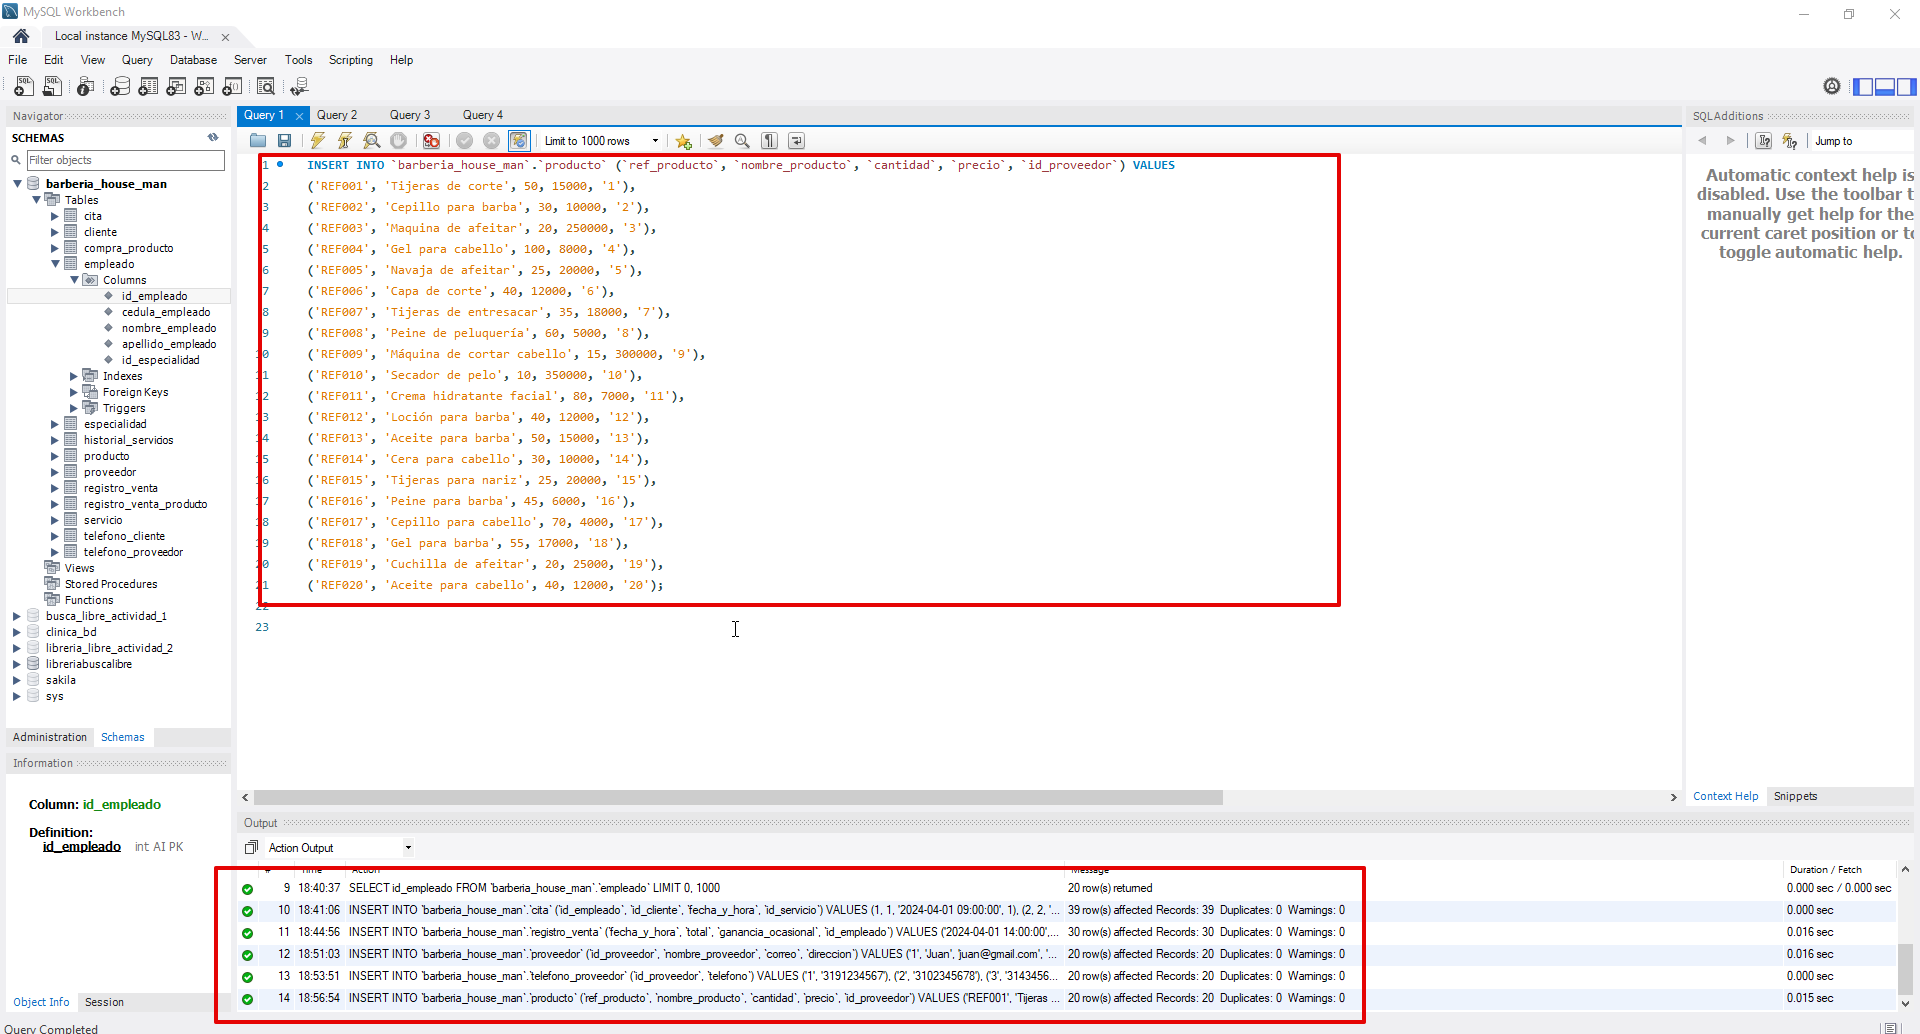 MySQL Workbench
Local instance MySQL83 - W...
File Edit View Query Database Server Tools Scripting Help
Navigator
SCHEMAS
Filter objects
barberia_house_man
Tables
cita
cliente
compra_producto
empleado
Columns
id_empleado
cedula_empleado
nombre_empleado
apellido_empleado
id_especialidad
Indexes
Foreign Keys
Triggers
especialidad
historial_servicios
producto
proveedor
registro_venta
registro_venta_producto
servicio
telefono_cliente
telefono_proveedor
Views
Stored Procedures
Functions
busca_libre_actividad_1
clinica_bd
libreria_libre_actividad_2
libreriabuscalibre
sakila
sys
Administration Schemas
Information
Column: id_empleado
Definition:
id_empleado int AI PK
Object Info Session
Query Completed
Query 1 Query 2 Query 3 Query 4
Limit to 1000 rows
1 INSERT INTO `barberia_house_man`.`producto` (`ref_producto`, `nombre_producto`, `cantidad`, `precio`, `id_proveedor`) VALUES
2 ('REF001', 'Tijeras de corte', 50, 15000, '1'),
3 ('REF002', 'Cepillo para barba', 30, 10000, '2'),
4 ('REF003', 'Maquina de afeitar', 20, 250000, '3'),
5 ('REF004', 'Gel para cabello', 100, 8000, '4'),
6 ('REF005', 'Navaja de afeitar', 25, 20000, '5'),
7 ('REF006', 'Capa de corte', 40, 12000, '6'),
8 ('REF007', 'Tijeras de entresacar', 35, 18000, '7'),
9 ('REF008', 'Peine de peluquería', 60, 5000, '8'),
10 ('REF009', 'Máquina de cortar cabello', 15, 300000, '9'),
11 ('REF010', 'Secador de pelo', 10, 350000, '10'),
12 ('REF011', 'Crema hidratante facial', 80, 7000, '11'),
13 ('REF012', 'Loción para barba', 40, 12000, '12'),
14 ('REF013', 'Aceite para barba', 50, 15000, '13'),
15 ('REF014', 'Cera para cabello', 30, 10000, '14'),
16 ('REF015', 'Tijeras para nariz', 25, 20000, '15'),
17 ('REF016', 'Peine para barba', 45, 6000, '16'),
18 ('REF017', 'Cepillo para cabello', 70, 4000, '17'),
19 ('REF018', 'Gel para barba', 55, 17000, '18'),
20 ('REF019', 'Cuchilla de afeitar', 20, 25000, '19'),
21 ('REF020', 'Aceite para cabello', 40, 12000, '20');
22
23
SQLAdditions
Jump to
Automatic context help is
disabled. Use the toolbar t
manually get help for the
current caret position or to
toggle automatic help.
Context Help Snippets
Output
Action Output
# Time Action Message Duration / Fetch
9 18:40:37 SELECT id_empleado FROM `barberia_house_man`.`empleado` LIMIT 0, 1000 20 row(s) returned 0.000 sec / 0.000 sec
10 18:41:06 INSERT INTO `barberia_house_man`.`cita` (`id_empleado`, `id_cliente`, `fecha_y_hora`, `id_servicio`) VALUES (1, 1, '2024-04-01 09:00:00', 1), (2, 2, '... 39 row(s) affected Records: 39 Duplicates: 0 Warnings: 0 0.000 sec
11 18:44:56 INSERT INTO `barberia_house_man`.`registro_venta` (`fecha_y_hora`, `total`, `ganancia_ocasional`, `id_empleado`) VALUES ('2024-04-01 14:00:00',... 30 row(s) affected Records: 30 Duplicates: 0 Warnings: 0 0.016 sec
12 18:51:03 INSERT INTO `barberia_house_man`.`proveedor` (`id_proveedor`, `nombre_proveedor`, `correo`, `direccion`) VALUES ('1', 'Juan', 'juan@gmail.com', '... 20 row(s) affected Records: 20 Duplicates: 0 Warnings: 0 0.016 sec
13 18:53:51 INSERT INTO `barberia_house_man`.`telefono_proveedor` (`id_proveedor`, `telefono`) VALUES ('1', '3191234567'), ('2', '3102345678'), ('3', '3143456... 20 row(s) affected Records: 20 Duplicates: 0 Warnings: 0 0.000 sec
14 18:56:54 INSERT INTO `barberia_house_man`.`producto` (`ref_producto`, `nombre_producto`, `cantidad`, `precio`, `id_proveedor`) VALUES ('REF001', 'Tijeras ... 20 row(s) affected Records: 20 Duplicates: 0 Warnings: 0 0.015 sec